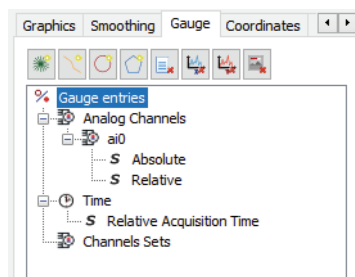 Graphics Smoothing Gauge Coordinates
Gauge entries
Analog Channels
ai0
S Absolute
S Relative
Time
S Relative Acquisition Time
Channels Sets